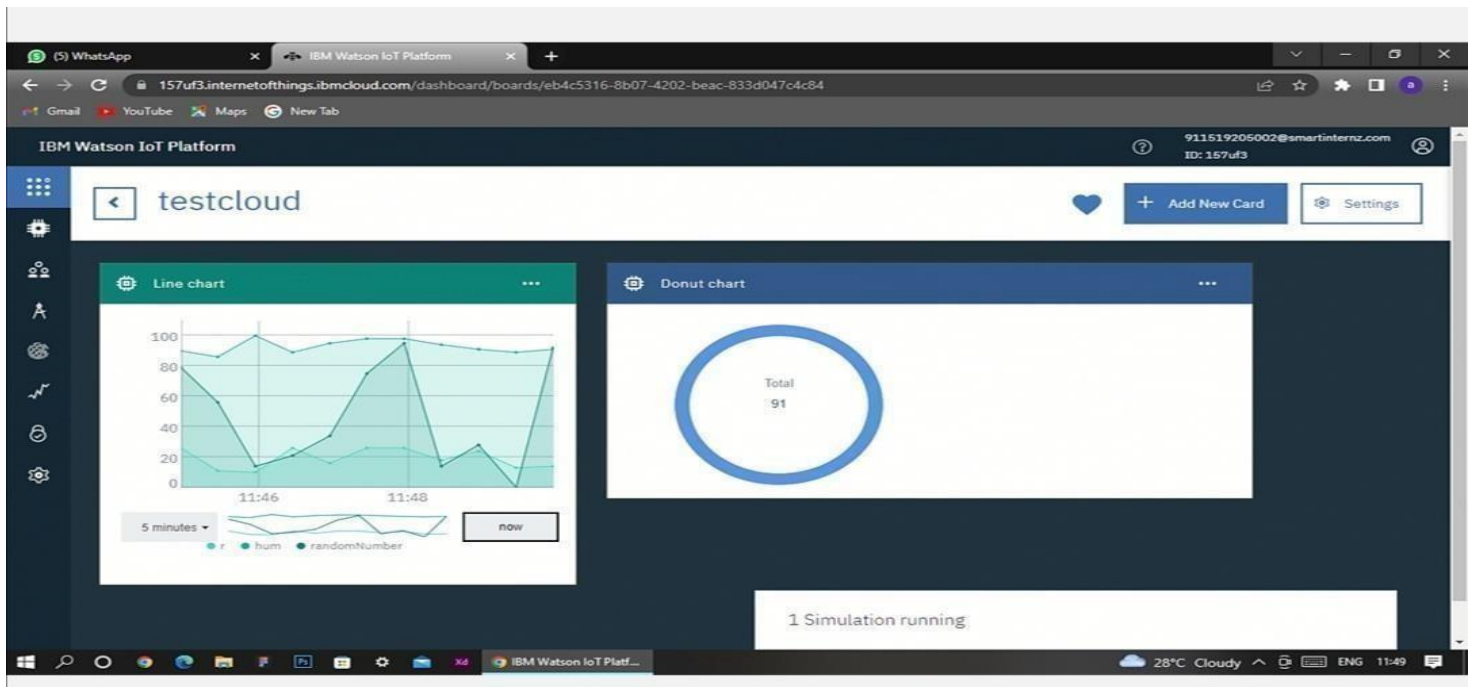 (5) WhatsApp
IBM Watson IoT Platform
157uf3.internetofthings.ibmcloud.com/dashboard/boards/eb4c5316-8b07-4202-beac-833d047c4c84
a
Gmail YouTube Maps New Tab
IBM Watson IoT Platform
911519205002@smartinternz.com
ID: 157uf3
testcloud
+ Add New Card
Settings
Line chart
100
80
60
40
20
0
11:46 11:48
5 minutes
now
r hum randomNumber
Donut chart
Total
91
1 Simulation running
IBM Watson IoT Platf...
28°C Cloudy ENG 11:49